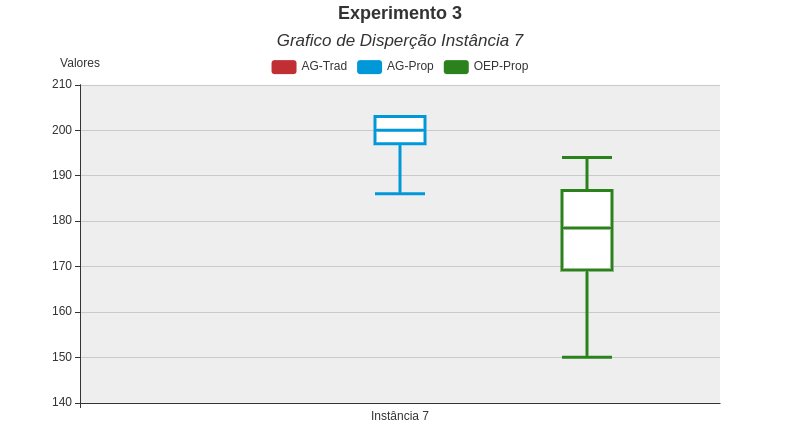 Experimento 3
Grafico de Disperção Instância 7
Valores
AG-Trad AG-Prop OEP-Prop
210
200
190
180
170
160
150
140
Instância 7